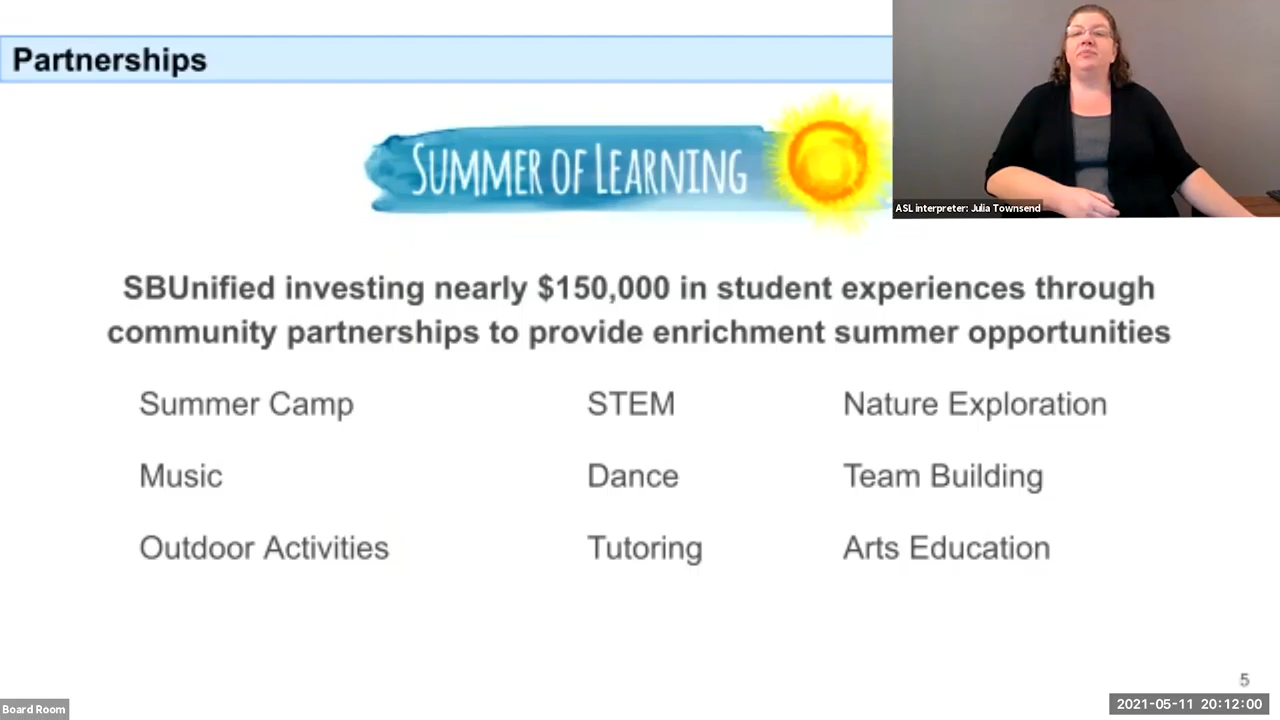 Partnerships
SUMMER OF LEARNING
ASL interpreter: Julia Townsend
SBUnified investing nearly $150,000 in student experiences through
community partnerships to provide enrichment summer opportunities
Summer Camp STEM Nature Exploration
Music Dance Team Building
Outdoor Activities Tutoring Arts Education
5
Board Room
2021-05-11 20:12:00